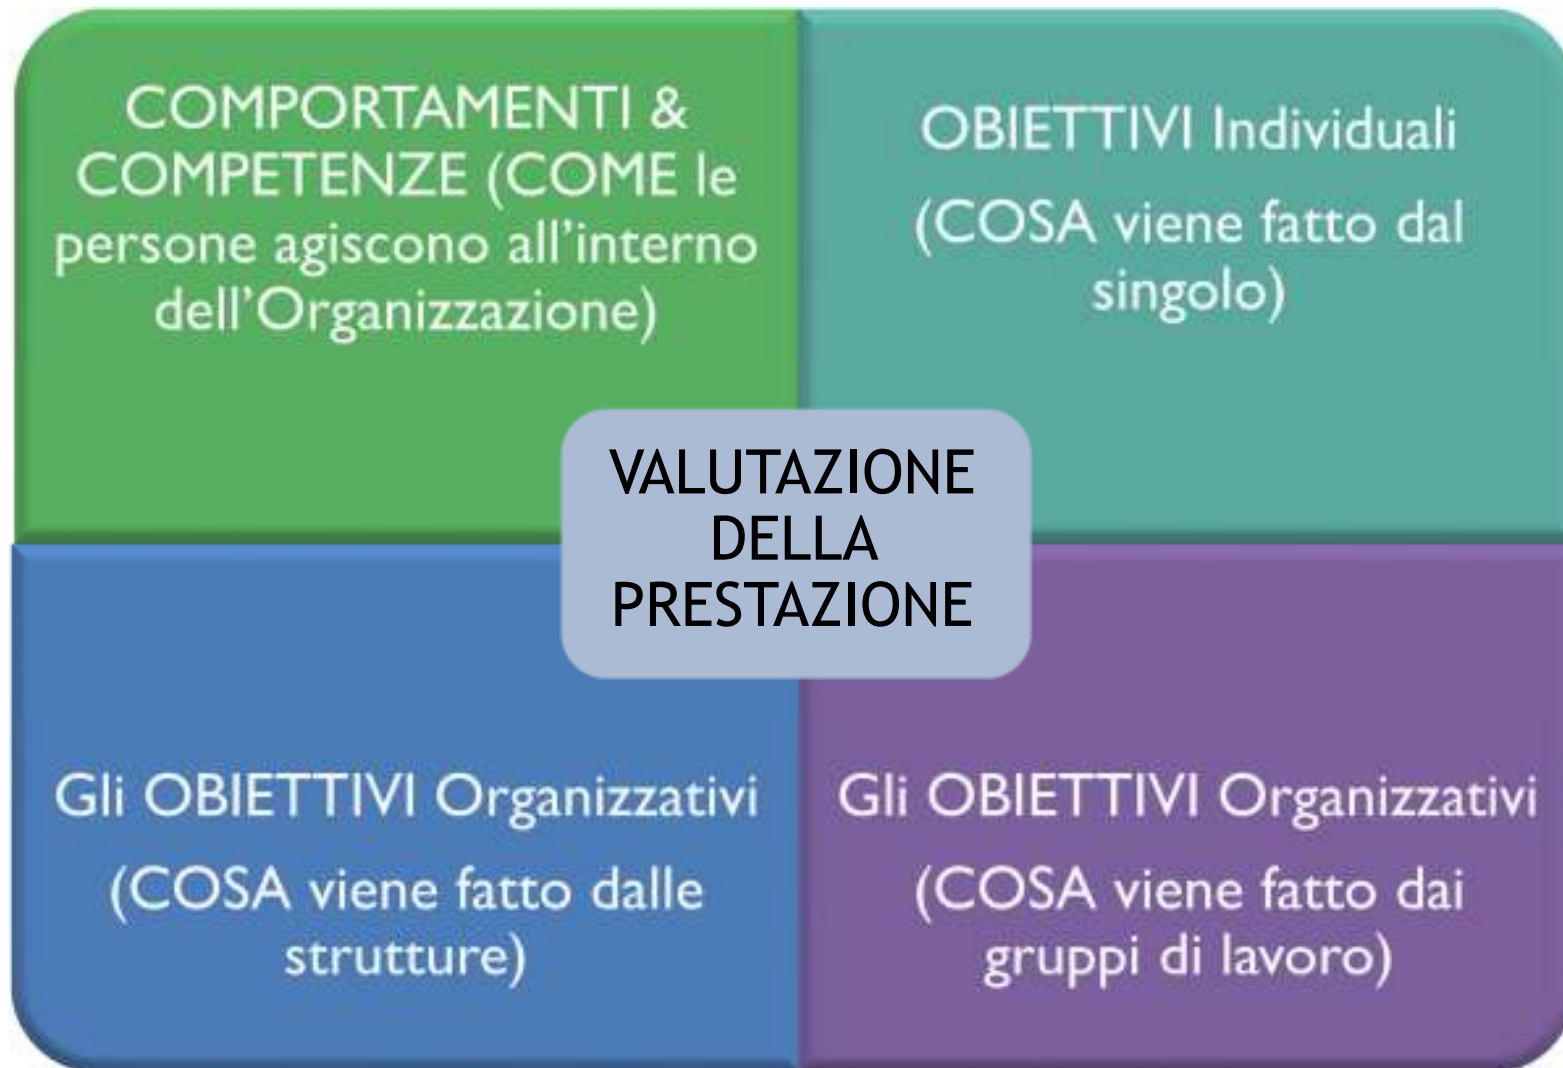 COMPORTAMENTI &
COMPETENZE (COME le
persone agiscono all’interno
dell’Organizzazione)
OBIETTIVI Individuali
(COSA viene fatto dal
singolo)
VALUTAZIONE
DELLA
PRESTAZIONE
Gli OBIETTIVI Organizzativi
(COSA viene fatto dalle
strutture)
Gli OBIETTIVI Organizzativi
(COSA viene fatto dai
gruppi di lavoro)